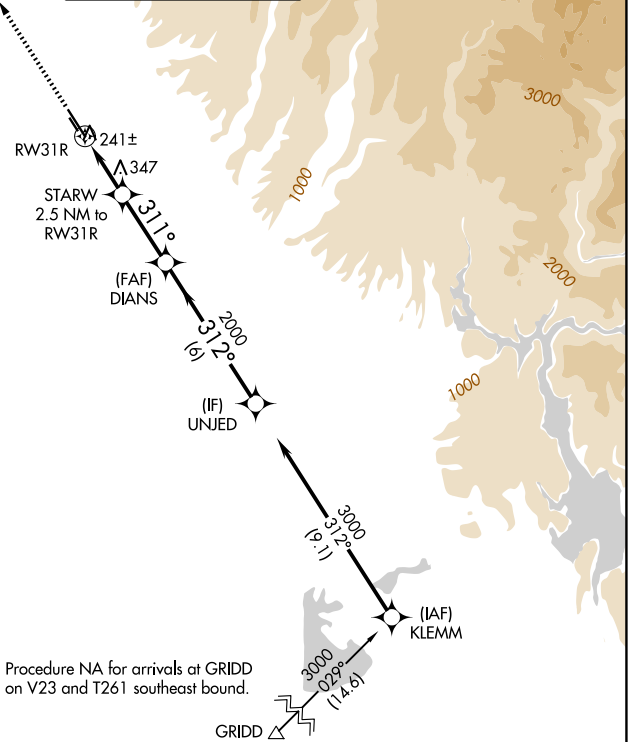 3000
RW31R
241±
347
STARW
2.5 NM to
RW31R
311°
1000
(FAF)
DIANS
2000
312°
(6)
2000
(IF)
UNJED
1000
3000
312°
(9.1)
(IAF)
KLEMM
3000
029°
(14.6)
Procedure NA for arrivals at GRIDD
on V23 and T261 southeast bound.
GRIDD